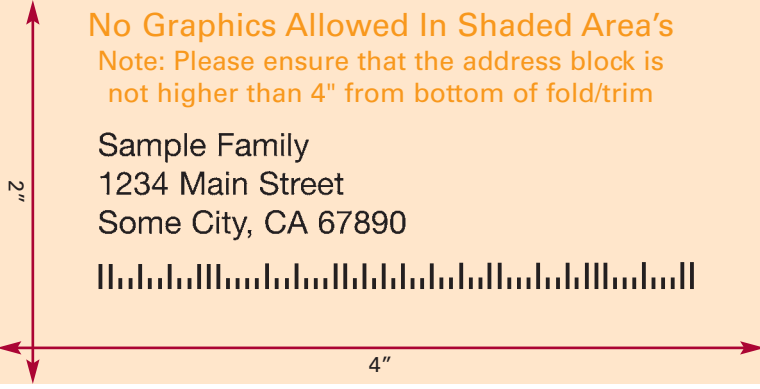 No Graphics Allowed In Shaded Area’s
Note: Please ensure that the address block is
not higher than 4" from bottom of fold/trim
Sample Family
1234 Main Street
Some City, CA 67890
2”
4”